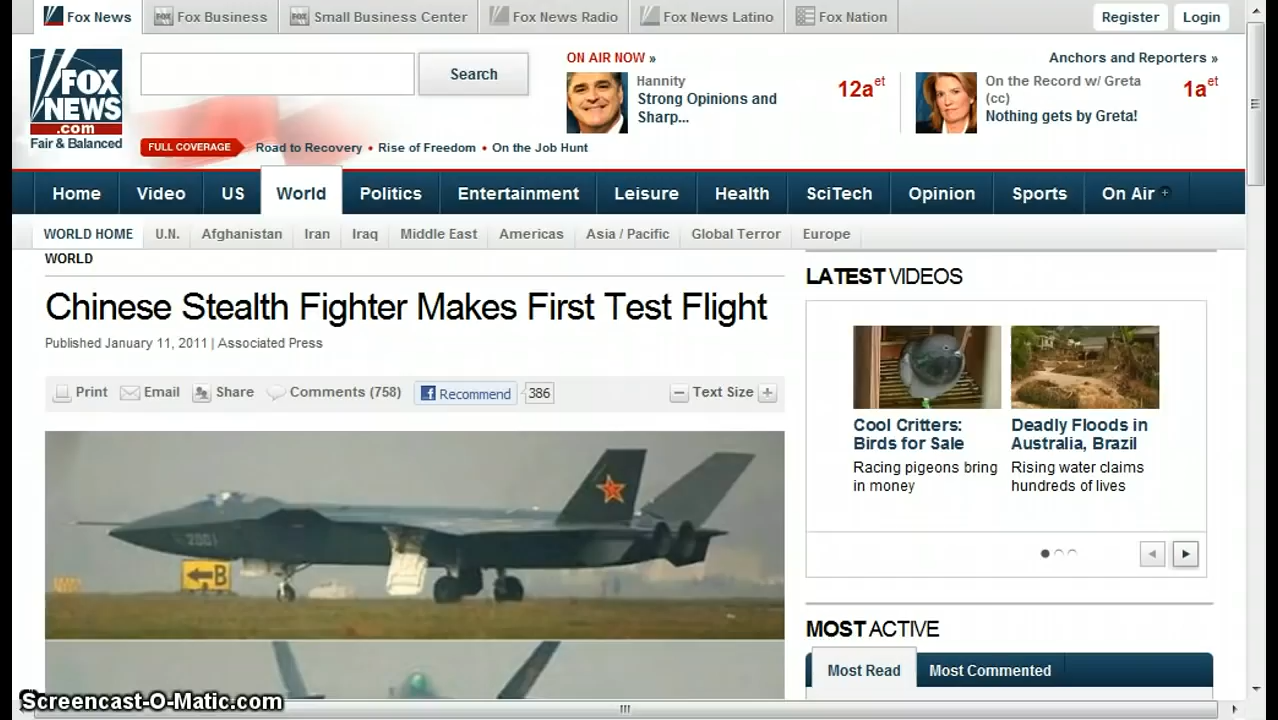 Fox News Fox Business Small Business Center Fox News Radio Fox News Latino Fox Nation Register Login
FOX
NEWS
.com
Fair & Balanced
Search
ON AIR NOW »
Anchors and Reporters »
Hannity
Strong Opinions and
Sharp...
12a et
On the Record w/ Greta
(cc)
Nothing gets by Greta!
1a et
FULL COVERAGE Road to Recovery • Rise of Freedom • On the Job Hunt
Home Video US World Politics Entertainment Leisure Health SciTech Opinion Sports On Air +
WORLD HOME U.N. Afghanistan Iran Iraq Middle East Americas Asia / Pacific Global Terror Europe
WORLD
Chinese Stealth Fighter Makes First Test Flight
Published January 11, 2011 | Associated Press
Print Email Share Comments (758) Recommend 386 Text Size
2001
B
LATEST VIDEOS
Cool Critters:
Birds for Sale
Racing pigeons bring
in money
Deadly Floods in
Australia, Brazil
Rising water claims
hundreds of lives
MOST ACTIVE
Most Read Most Commented
Screencast-O-Matic.com